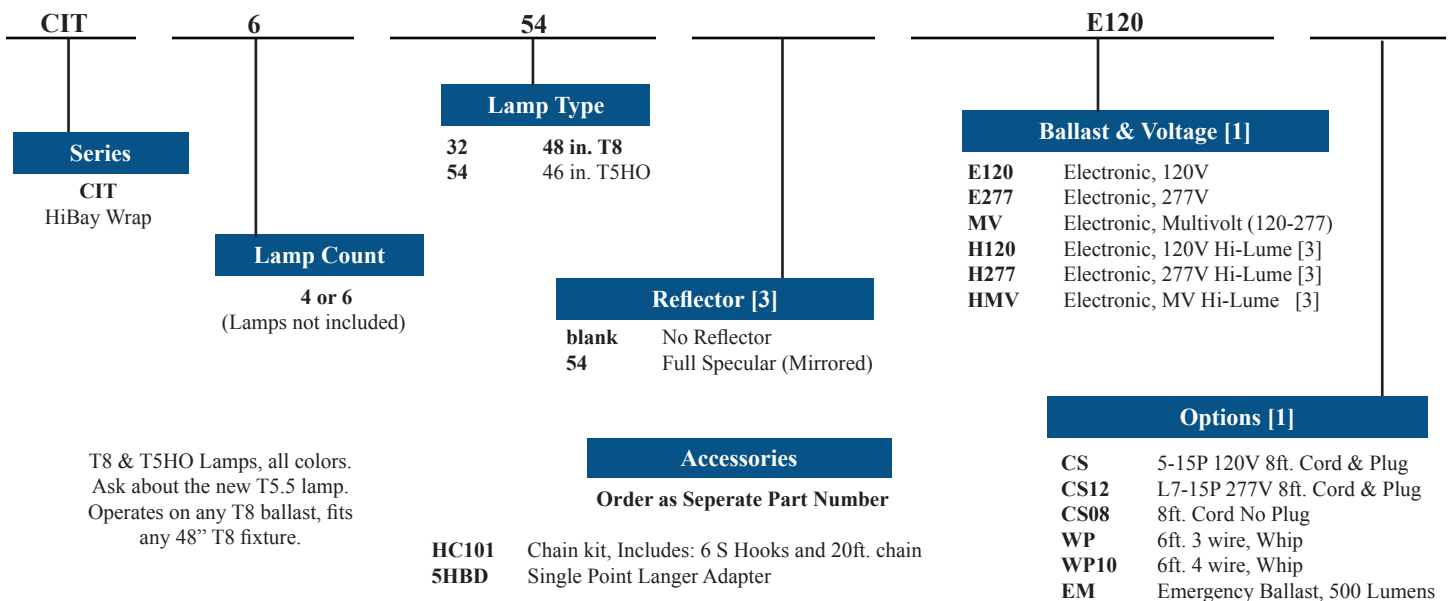 CIT 6 54 E120
Series
CIT
HiBay Wrap
Lamp Count
4 or 6
(Lamps not included)
Lamp Type
32 48 in. T8
54 46 in. T5HO
Reflector [3]
blank No Reflector
54 Full Specular (Mirrored)
Ballast & Voltage [1]
E120 Electronic, 120V
E277 Electronic, 277V
MV Electronic, Multivolt (120-277)
H120 Electronic, 120V Hi-Lume [3]
H277 Electronic, 277V Hi-Lume [3]
HMV Electronic, MV Hi-Lume [3]
Options [1]
CS 5-15P 120V 8ft. Cord & Plug
CS12 L7-15P 277V 8ft. Cord & Plug
CS08 8ft. Cord No Plug
WP 6ft. 3 wire, Whip
WP10 6ft. 4 wire, Whip
EM Emergency Ballast, 500 Lumens
T8 & T5HO Lamps, all colors.
Ask about the new T5.5 lamp.
Operates on any T8 ballast, fits
any 48” T8 fixture.
Accessories
Order as Seperate Part Number
HC101 Chain kit, Includes: 6 S Hooks and 20ft. chain
5HBD Single Point Langer Adapter